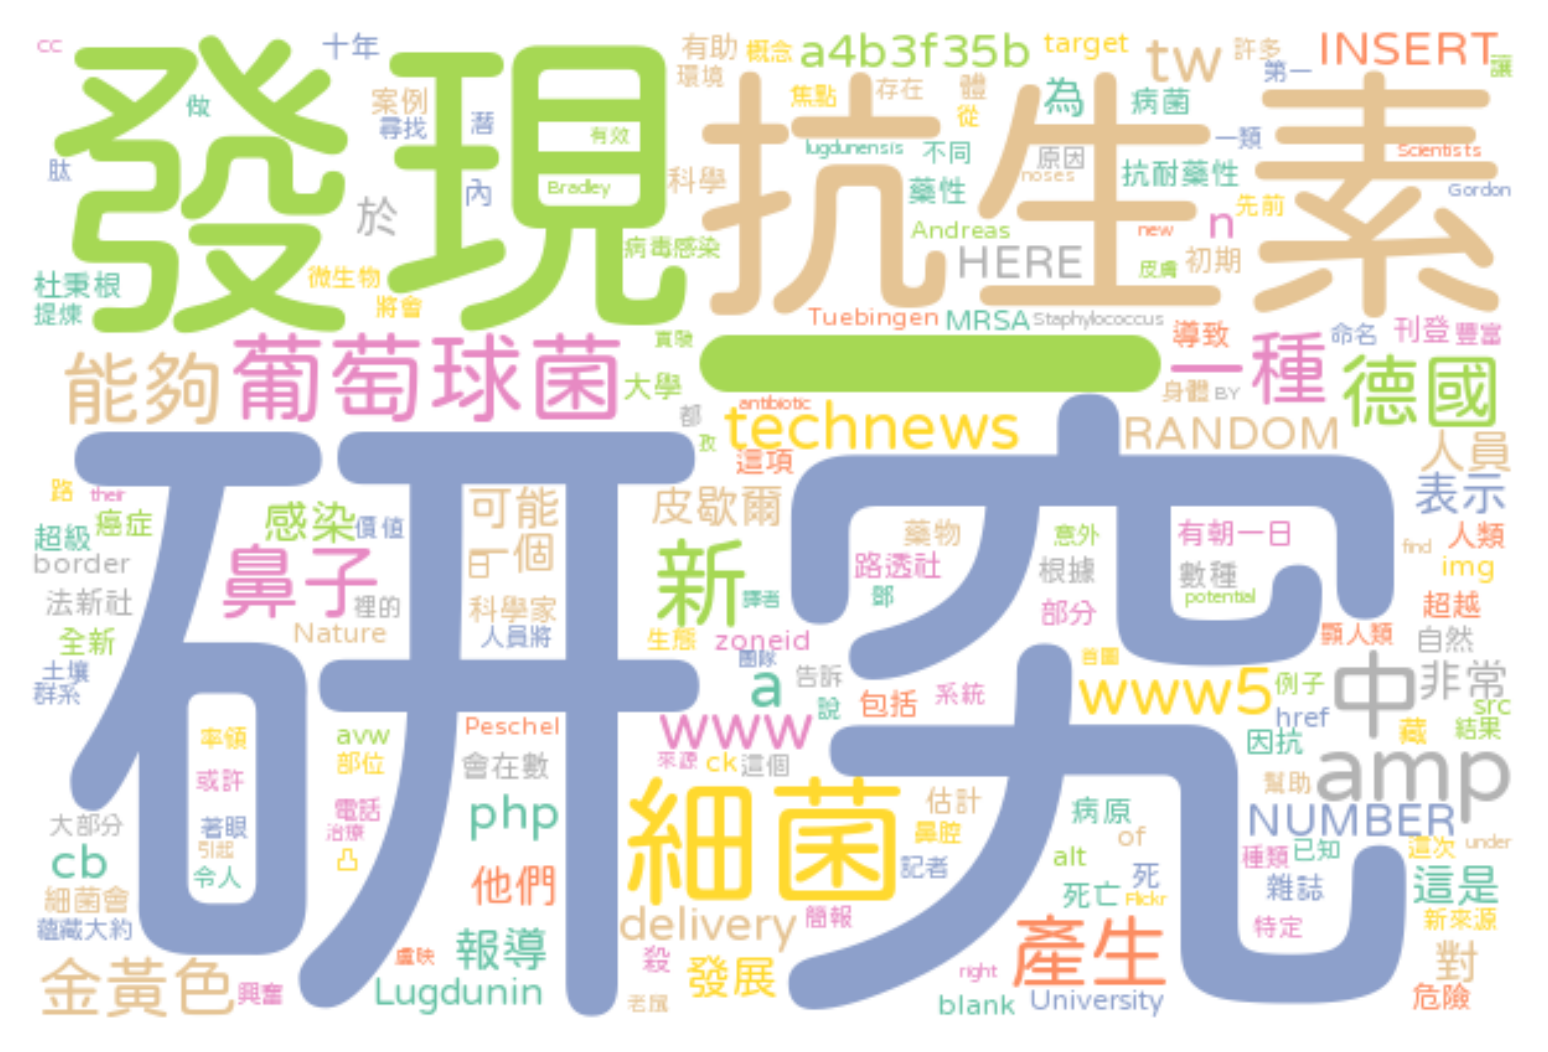 cc
發現
十年
有助
概念
a4b3f35b
target
tw
許多
INSERT
讓
環境
第一
做
案例
尋找
潛
有效
焦點
存在
體
從
為
病菌
抗生素
lugdunensis
不同
原因
noses
一類
Scientists
肽
內
Bradley
科學
藥性
抗耐藥性
Gordon
於
Andreas
new
n
先前
病毒感染
HERE
皮膚
初期
杜秉根
提煉
微生物
將會
Tuebingen
MRSA
Staphylococcus
導致
命名
刊登
豐富
能夠
葡萄球菌
實驗
大學
一
一種
德國
身體
BY
都
antibiotic
technews
RANDOM
人員
孜
這項
研究
路
their
癌症
超級
感染
價值
可能
皮歇爾
表示
border
鼻子
日
一個
新
藥物
意外
有朝一日
find
人類
法新社
裡的
路透社
根據
數種
img
譯者
鄧
potential
科學家
部分
超越
全新
Nature
人員將
生態
zoneid
顯人類
自然
土壤
群系
團隊
告訴
首圖
a
說
www5
例子
中
非常
包括
系統
href
src
Peschel
www
因抗
藏
結果
率領
avw
部位
會在數
來源
ck
這個
amp
或許
幫助
電話
php
細菌
估計
病原
NUMBER
大部分
著眼
治療
鼻腔
of
引起
cb
凸
alt
種類
已知
這次
under
令人
他們
記者
死亡
死
雜誌
這是
細菌會
Flickr
蘊藏大約
delivery
簡報
特定
新來源
報導
產生
金黃色
盧映
殺
發展
right
對
興奮
Lugdunin
blank
University
危險